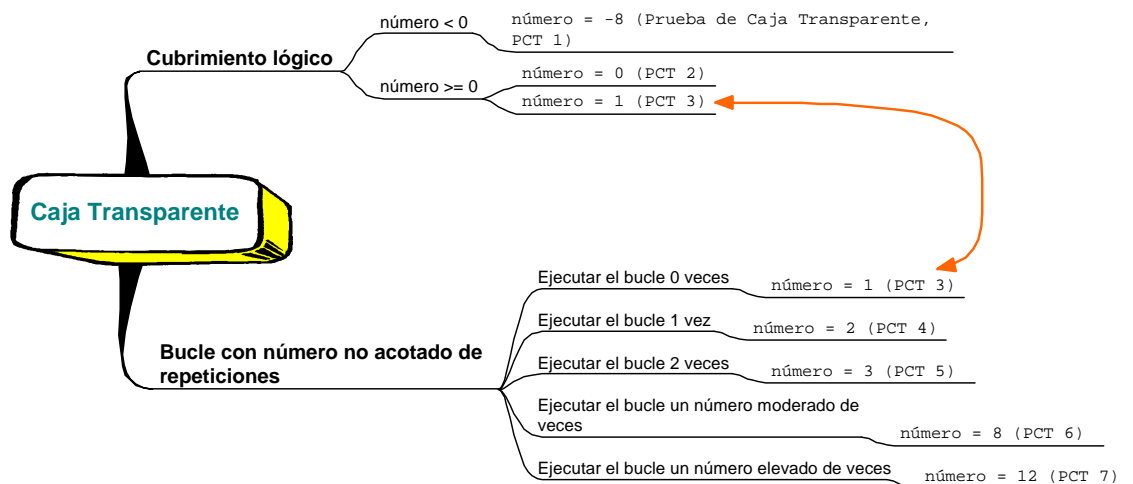 Caja Transparente
Cubrimiento lógico
número < 0
número = -8 (Prueba de Caja Transparente,
PCT 1)
número >= 0
número = 0 (PCT 2)
número = 1 (PCT 3)
Bucle con número no acotado de
repeticiones
Ejecutar el bucle 0 veces
número = 1 (PCT 3)
Ejecutar el bucle 1 vez
número = 2 (PCT 4)
Ejecutar el bucle 2 veces
número = 3 (PCT 5)
Ejecutar el bucle un número moderado de
veces
número = 8 (PCT 6)
Ejecutar el bucle un número elevado de veces
número = 12 (PCT 7)